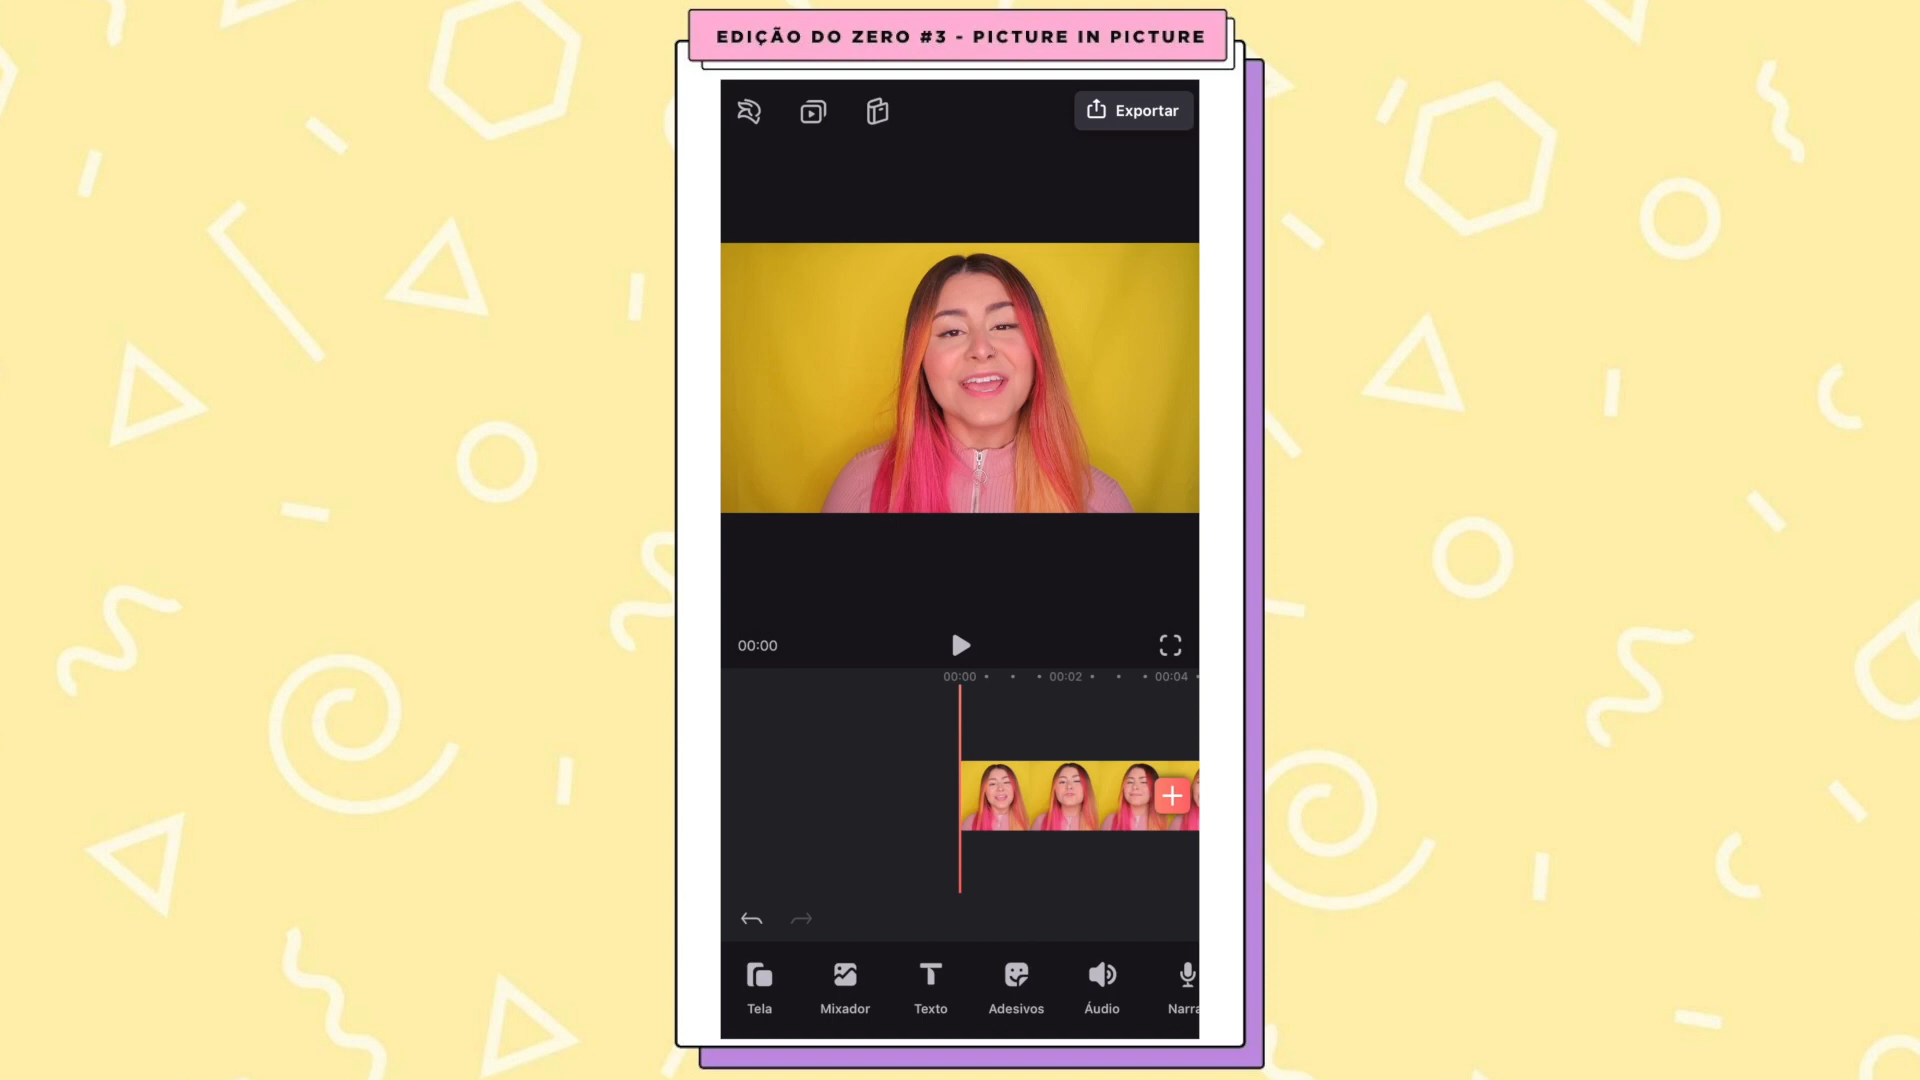 EDIÇÃO DO ZERO #3 - PICTURE IN PICTURE
Exportar
00:00
00:00 00:02 00:04
Tela Mixador Texto Adesivos Áudio Narra